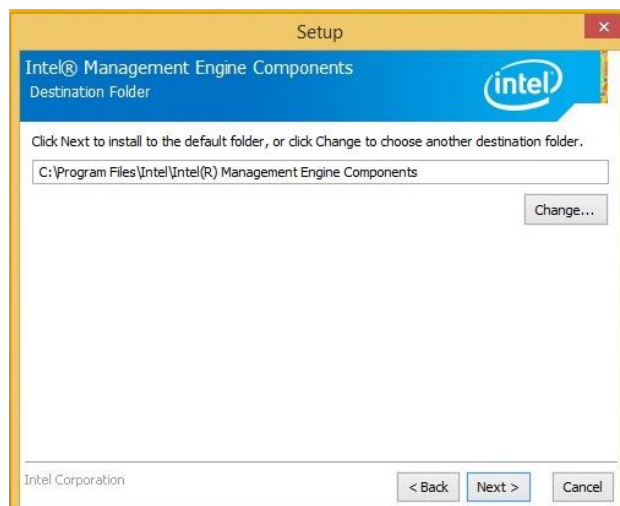 Setup
Intel® Management Engine Components
Destination Folder
intel
Click Next to install to the default folder, or click Change to choose another destination folder.
C:\Program Files\Intel\Intel(R) Management Engine Components
Change...
Intel Corporation
< Back
Next >
Cancel